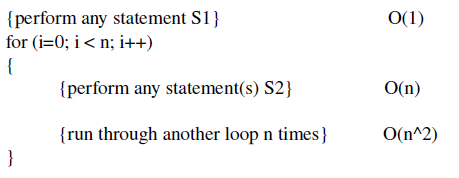 {perform any statement S1} O(1)
for (i=0; i < n; i++)
{
{perform any statement(s) S2} O(n)
{run through another loop n times} O(n^2)
}